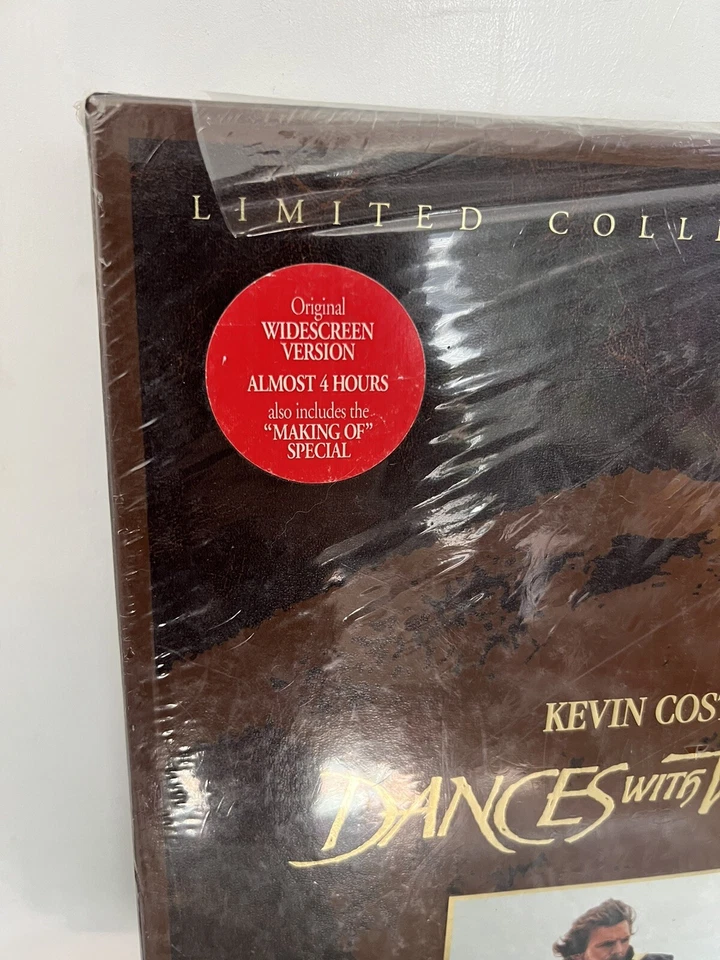 LIMITED COLL
Original
WIDESCREEN
VERSION
ALMOST 4 HOURS
also includes the
"MAKING OF"
SPECIAL
KEVIN COS
DANCES WITH